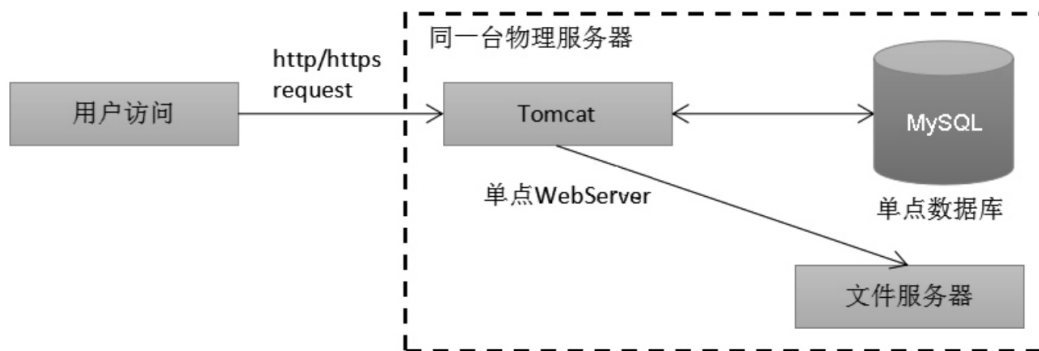 同一台物理服务器
http/https
request
用户访问
Tomcat
MySQL
单点WebServer
单点数据库
文件服务器